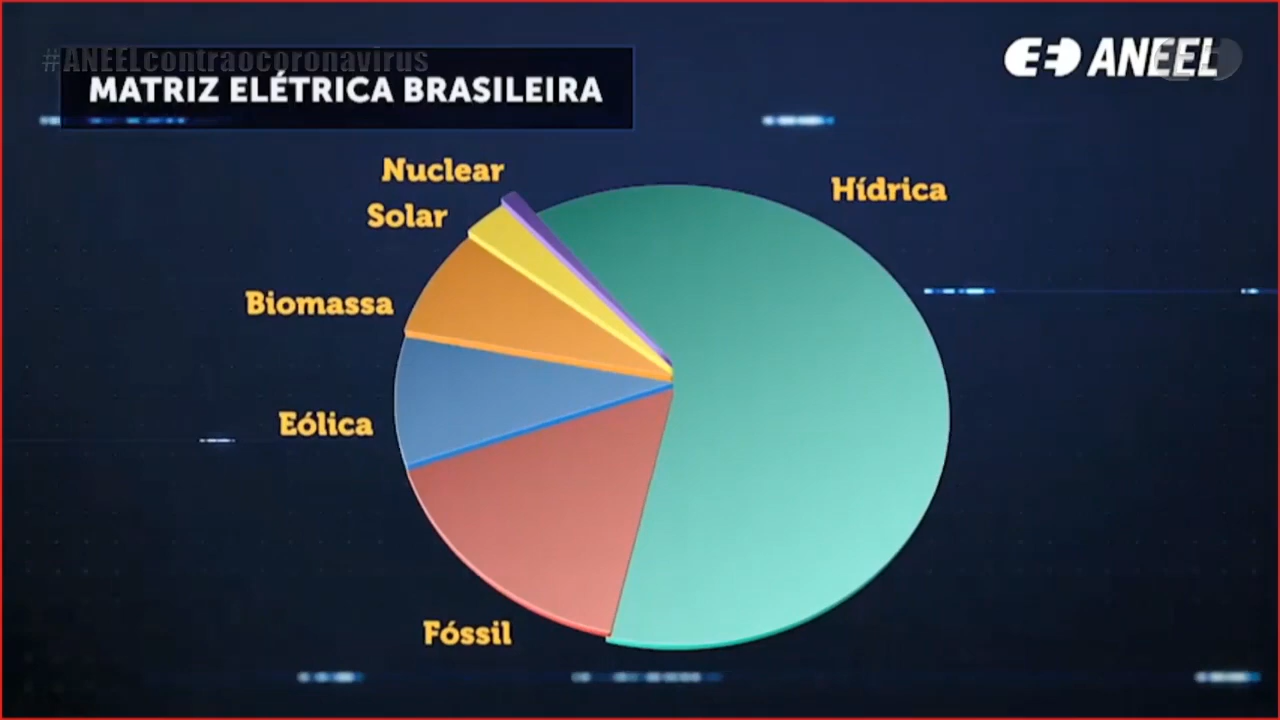 #ANEELcontraocoronavirus
ANEEL
MATRIZ ELÉTRICA BRASILEIRA
Nuclear
Solar
Hídrica
Biomassa
Eólica
Fóssil